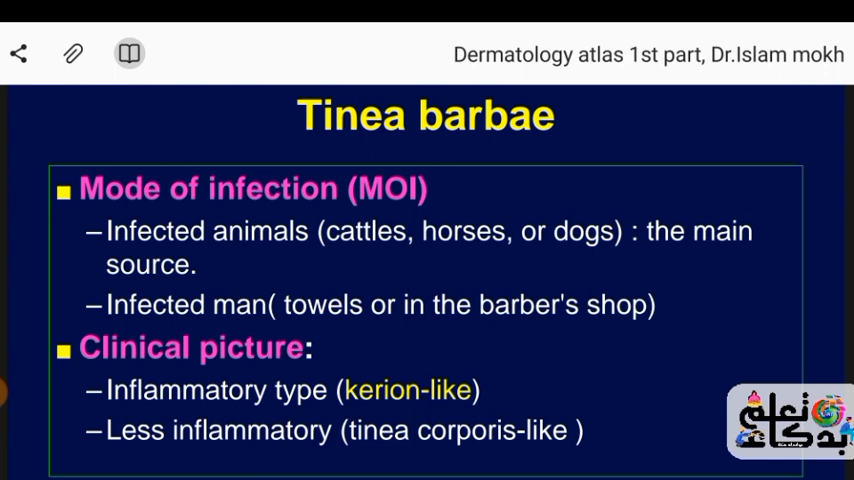 Dermatology atlas 1st part, Dr.Islam mokh
Tinea barbae
Mode of infection (MOI)
–Infected animals (cattles, horses, or dogs) : the main
source.
–Infected man( towels or in the barber's shop)
Clinical picture:
–Inflammatory type (kerion-like)
–Less inflammatory (tinea corporis-like )
تعلم
بذكاء